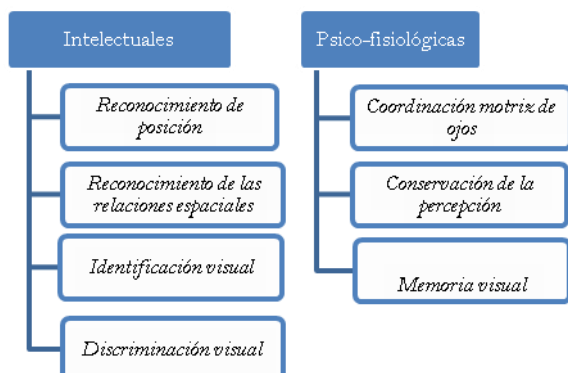 Intelectuales
Reconocimiento de
posición
Reconocimiento de las
relaciones espaciales
Identificación visual
Discriminación visual
Psico-fisiológicas
Coordinación motriz de
ojos
Conservación de la
percepción
Memoria visual